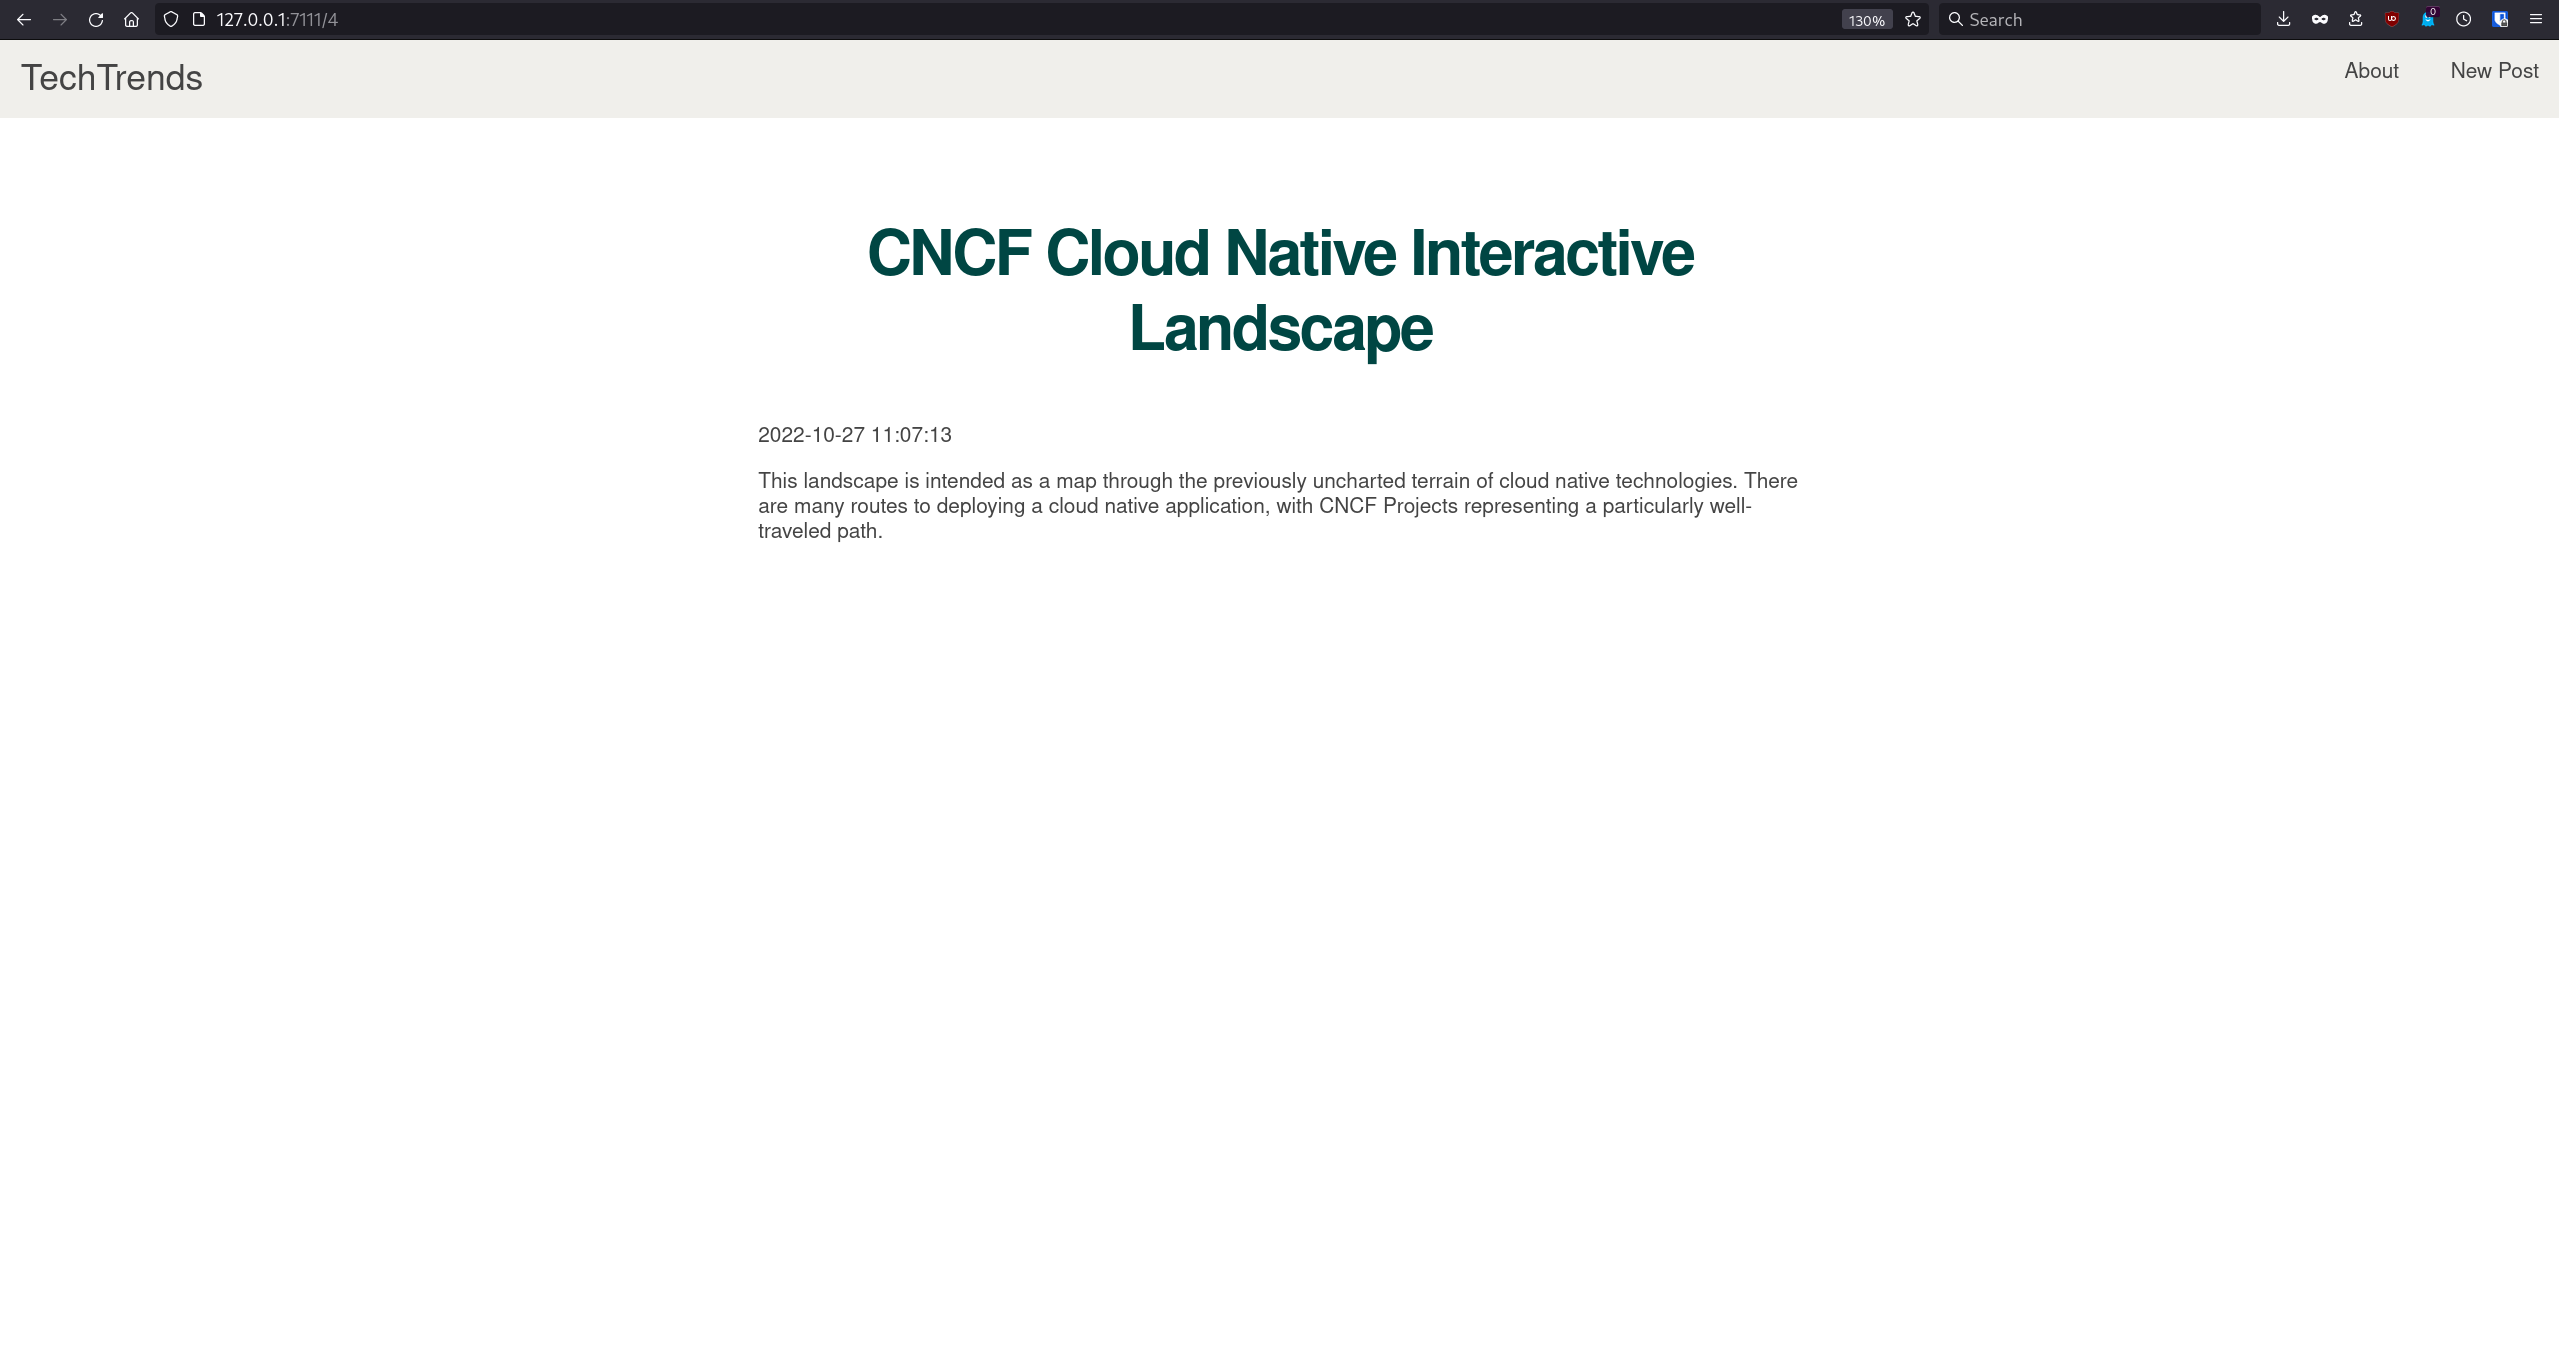 127.0.0.1:7111/4
130%
Search
0
TechTrends
About
New Post
CNCF Cloud Native Interactive
Landscape
2022-10-27 11:07:13
This landscape is intended as a map through the previously uncharted terrain of cloud native technologies. There
are many routes to deploying a cloud native application, with CNCF Projects representing a particularly well-
traveled path.